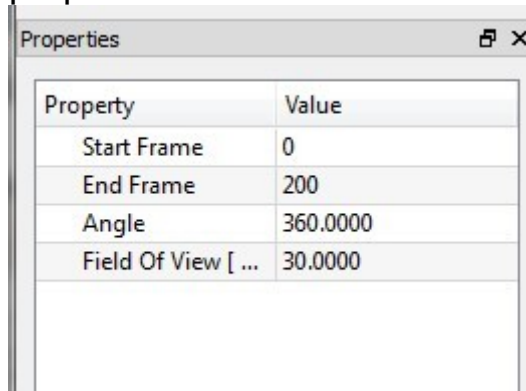 Properties
Property Value
Start Frame 0
End Frame 200
Angle 360.0000
Field Of View [ ... 30.0000